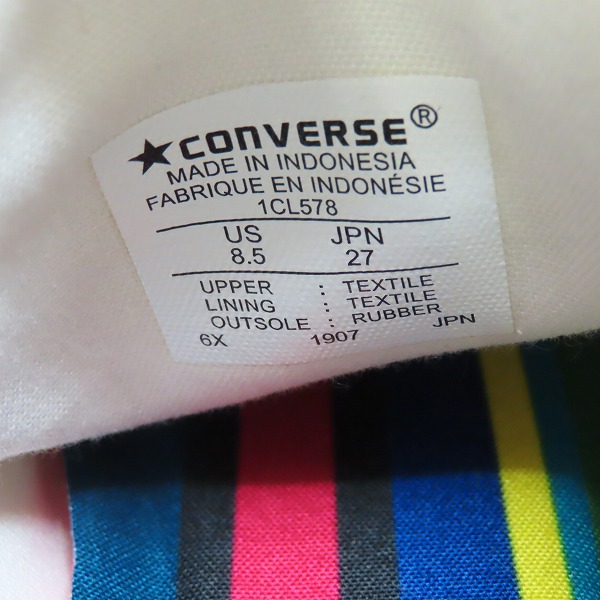 ★CONVERSE®
MADE IN INDONESIA
FABRIQUE EN INDONÉSIE
1CL578
US JPN
8.5 27
UPPER : TEXTILE
LINING : TEXTILE
OUTSOLE : RUBBER
6X 1907 JPN